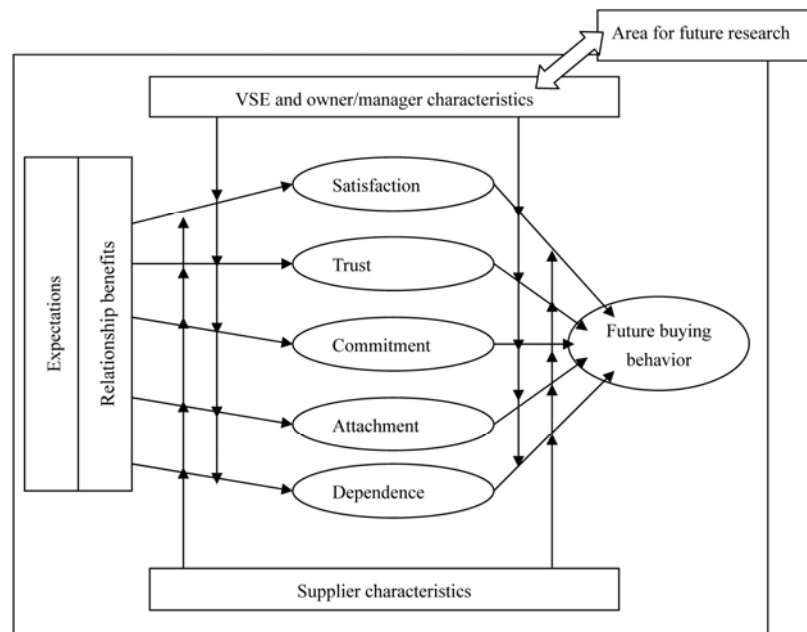 Area for future research
VSE and owner/manager characteristics
Expectations
Relationship benefits
Satisfaction
Trust
Commitment
Attachment
Dependence
Future buying
behavior
Supplier characteristics